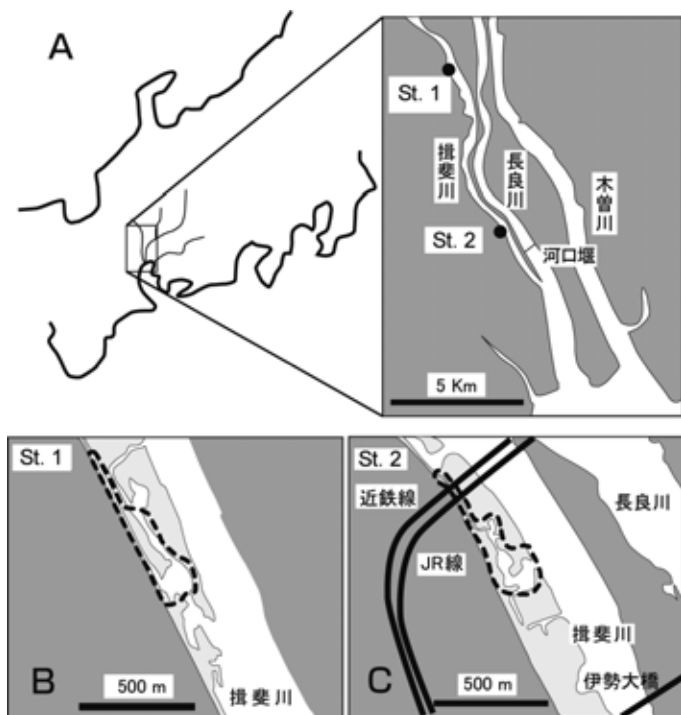 A
St. 1
揖斐川
長良川
木曽川
St. 2
河口堰
5 Km
St. 1
B
500 m
揖斐川
St. 2
近鉄線
長良川
JR線
揖斐川
C
500 m
伊勢大橋